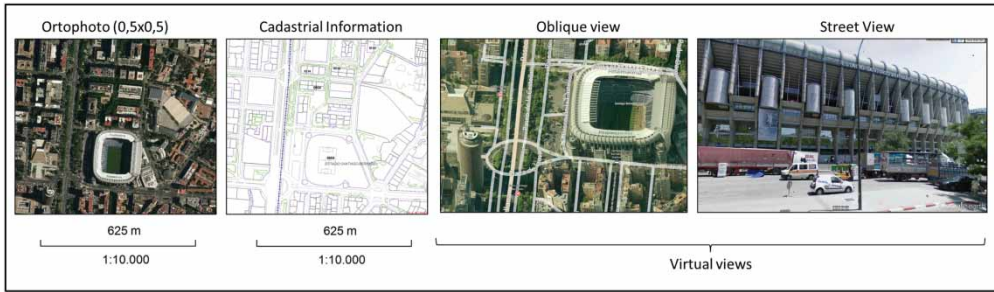 Ortophoto (0,5x0,5)
Cadastrial Information
Oblique view
Street View
625 m
625 m
1:10.000
1:10.000
Virtual views